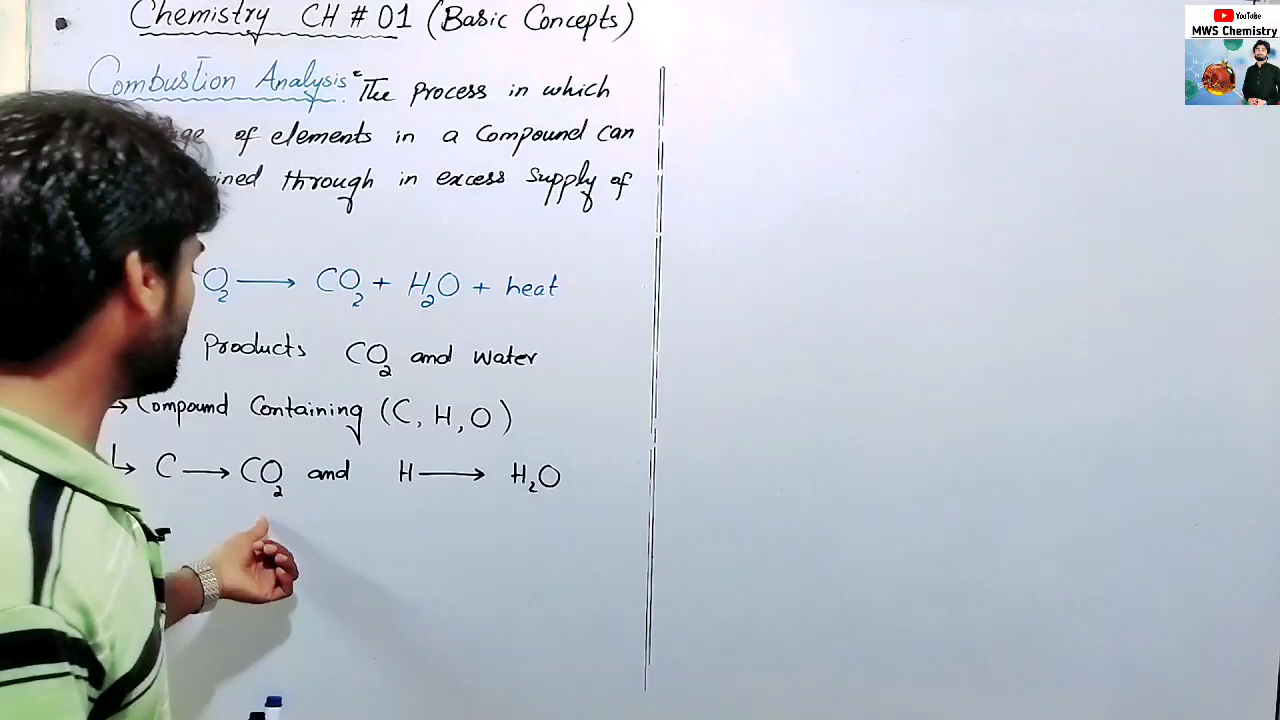 Chemistry CH # 01 (Basic Concepts)
Combustion Analysis: The Process in which
of elements in a Compound can
through in excess supply of
O₂ ⟶ CO₂ + H₂O + heat
Products CO₂ and water
→ Compound Containing (C, H, O)
↳ C ⟶ CO₂ and H ⟶ H₂O
YouTube
MWS Chemistry